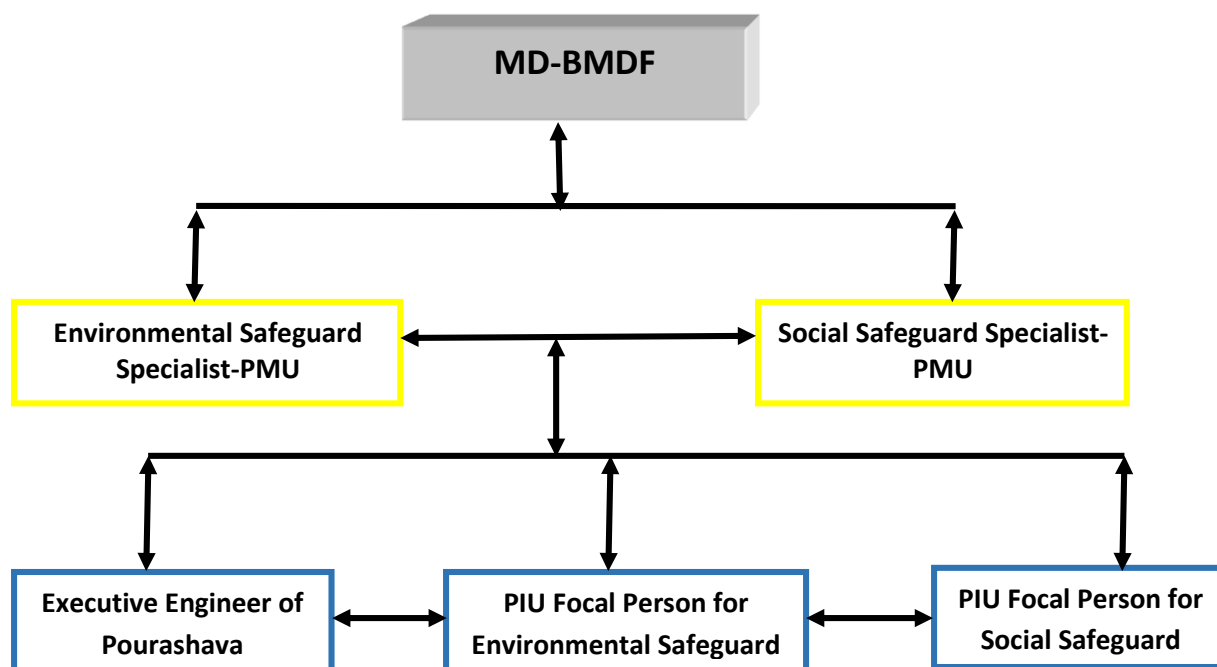 MD-BMDF
Environmental Safeguard
Specialist-PMU
Social Safeguard Specialist-
PMU
Executive Engineer of
Pourashava
PIU Focal Person for
Environmental Safeguard
PIU Focal Person for
Social Safeguard